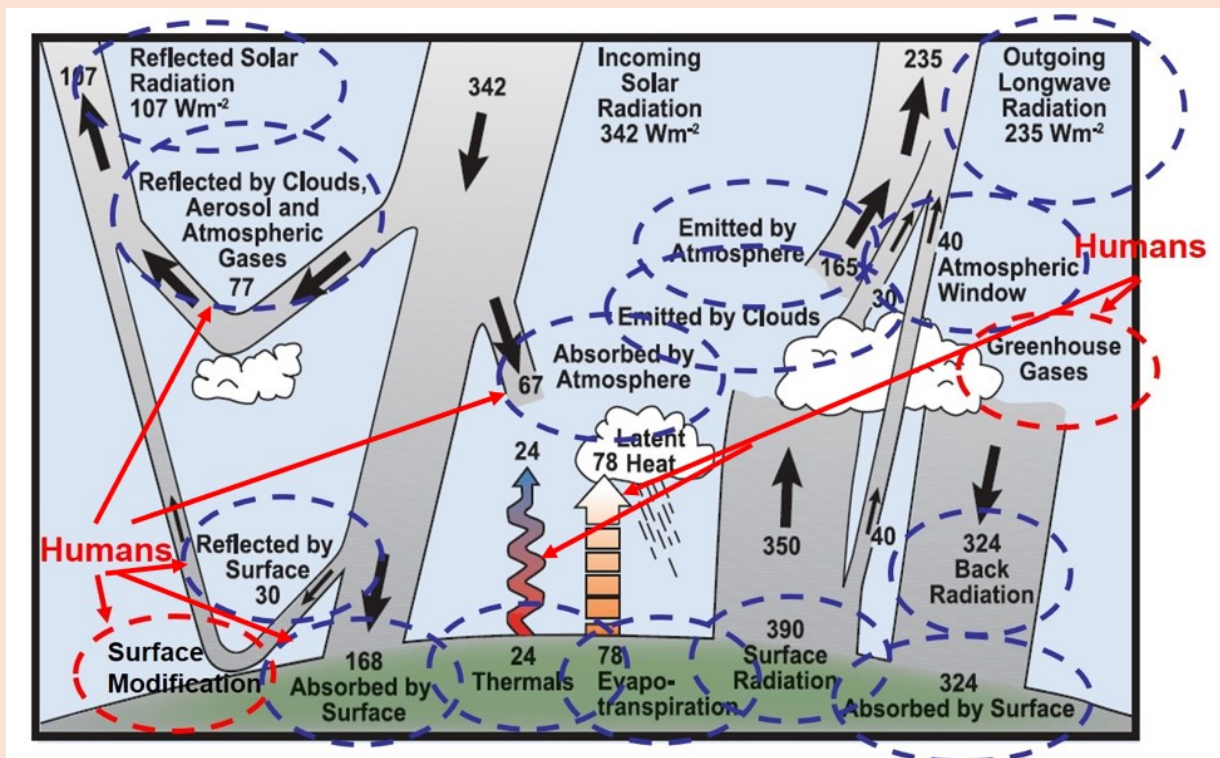 107
Reflected Solar
Radiation
107 Wm-2
342
Incoming
Solar
Radiation
342 Wm-2
235
Outgoing
Longwave
Radiation
235 Wm-2
Reflected by Clouds,
Aerosol and
Atmospheric
Gases
77
Emitted by
Atmosphere
165
Emitted by Clouds
30
40
Atmospheric
Window
Humans
Greenhouse
Gases
Absorbed by
Atmosphere
67
24
Latent
78 Heat
350
40
324
Back
Radiation
Humans
Reflected by
Surface
30
Surface
Modification
168
Absorbed by
Surface
24
Thermals
78
Evapo-
transpiration
390
Surface
Radiation
324
Absorbed by Surface